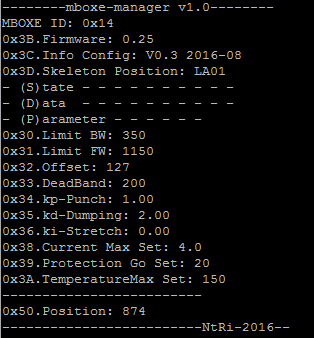 --------mboxe-manager v1.0--------
MBOXE ID: 0x14
0x3B.Firmware: 0.25
0x3C.Info Config: V0.3 2016-08
0x3D.Skeleton Position: LA01
- (S)tate - - - - - - - - - -
- (D)ata  - - - - - - - - - -
- (P)arameter - - - - - -
0x30.Limit BW: 350
0x31.Limit FW: 1150
0x32.Offset: 127
0x33.DeadBand: 200
0x34.kp-Punch: 1.00
0x35.kd-Dumping: 2.00
0x36.ki-Stretch: 0.00
0x38.Current Max Set: 4.0
0x39.Protection Go Set: 20
0x3A.TemperatureMax Set: 150
-------------------------
0x50.Position: 874
-------------------------NtRi-2016--